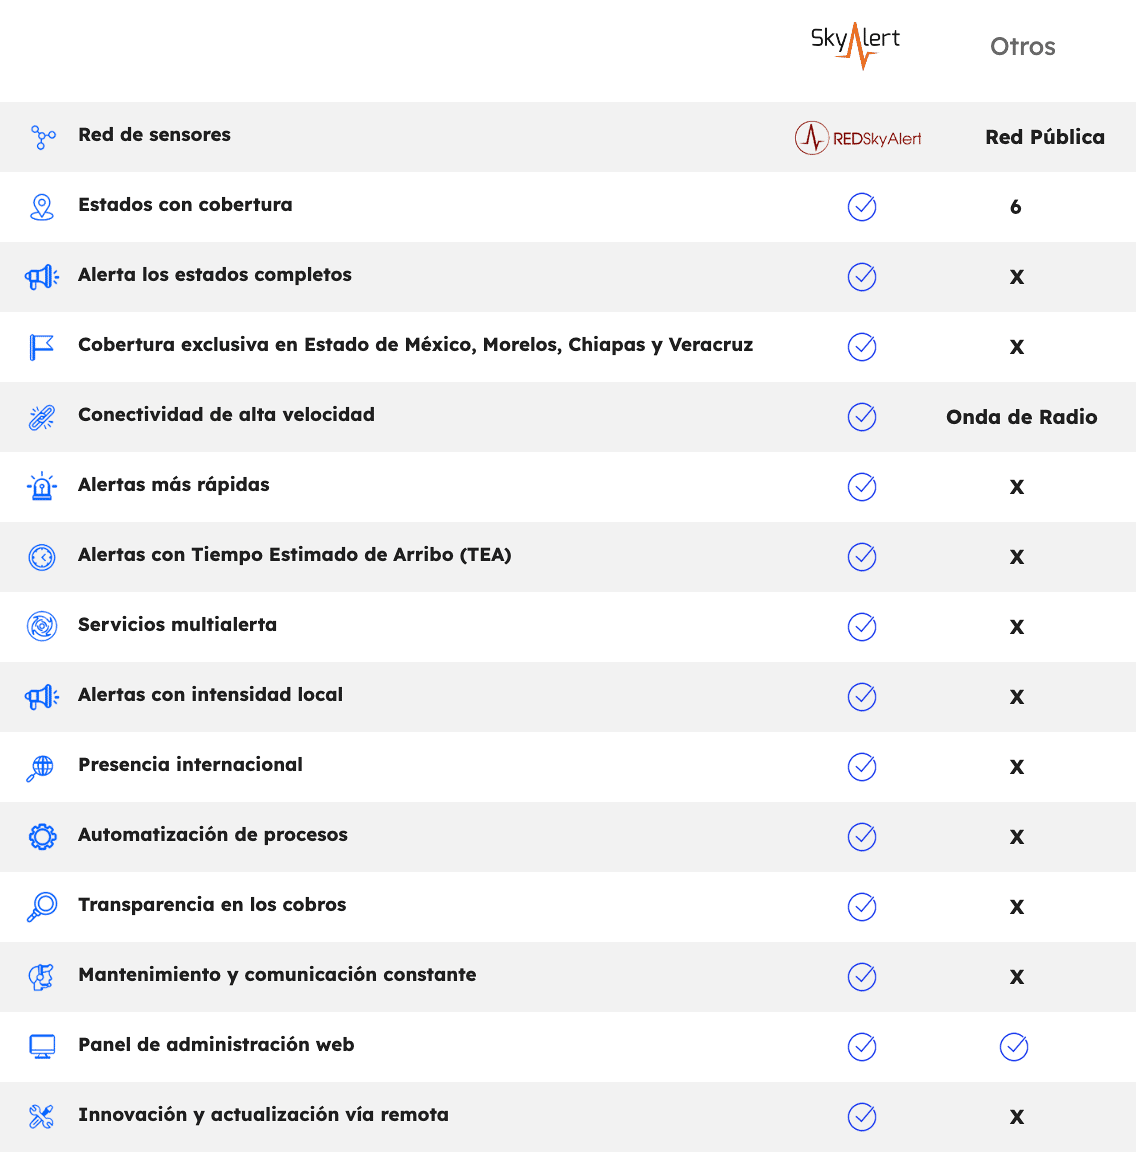 SkyAlert Otros
Red de sensores REDSkyAlert Red Pública
Estados con cobertura 6
Alerta los estados completos X
Cobertura exclusiva en Estado de México, Morelos, Chiapas y Veracruz X
Conectividad de alta velocidad Onda de Radio
Alertas más rápidas X
Alertas con Tiempo Estimado de Arribo (TEA) X
Servicios multialerta X
Alertas con intensidad local X
Presencia internacional X
Automatización de procesos X
Transparencia en los cobros X
Mantenimiento y comunicación constante X
Panel de administración web
Innovación y actualización vía remota X